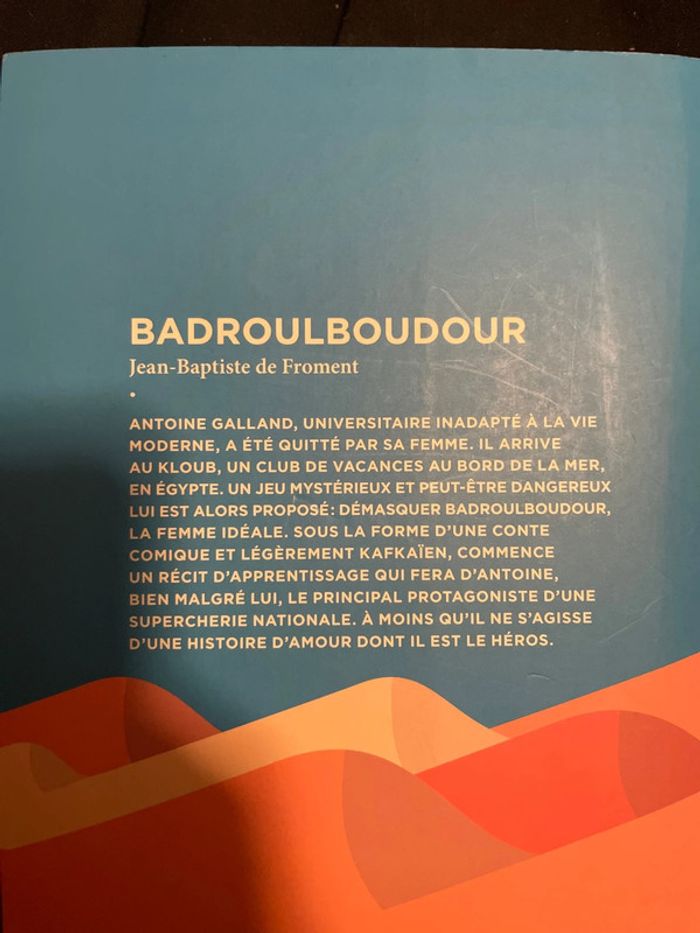 BADROULBOUDOUR
Jean-Baptiste de Froment
•
ANTOINE GALLAND, UNIVERSITAIRE INADAPTÉ À LA VIE
MODERNE, A ÉTÉ QUITTÉ PAR SA FEMME. IL ARRIVE
AU KLOUB, UN CLUB DE VACANCES AU BORD DE LA MER,
EN ÉGYPTE. UN JEU MYSTÉRIEUX ET PEUT-ÊTRE DANGEREUX
LUI EST ALORS PROPOSÉ : DÉMASQUER BADROULBOUDOUR,
LA FEMME IDÉALE. SOUS LA FORME D'UNE CONTE
COMIQUE ET LÉGÈREMENT KAFKAÏEN, COMMENCE
UN RÉCIT D'APPRENTISSAGE QUI FERA D'ANTOINE,
BIEN MALGRÉ LUI, LE PRINCIPAL PROTAGONISTE D'UNE
SUPERCHERIE NATIONALE. À MOINS QU'IL NE S'AGISSE
D'UNE HISTOIRE D'AMOUR DONT IL EST LE HÉROS.